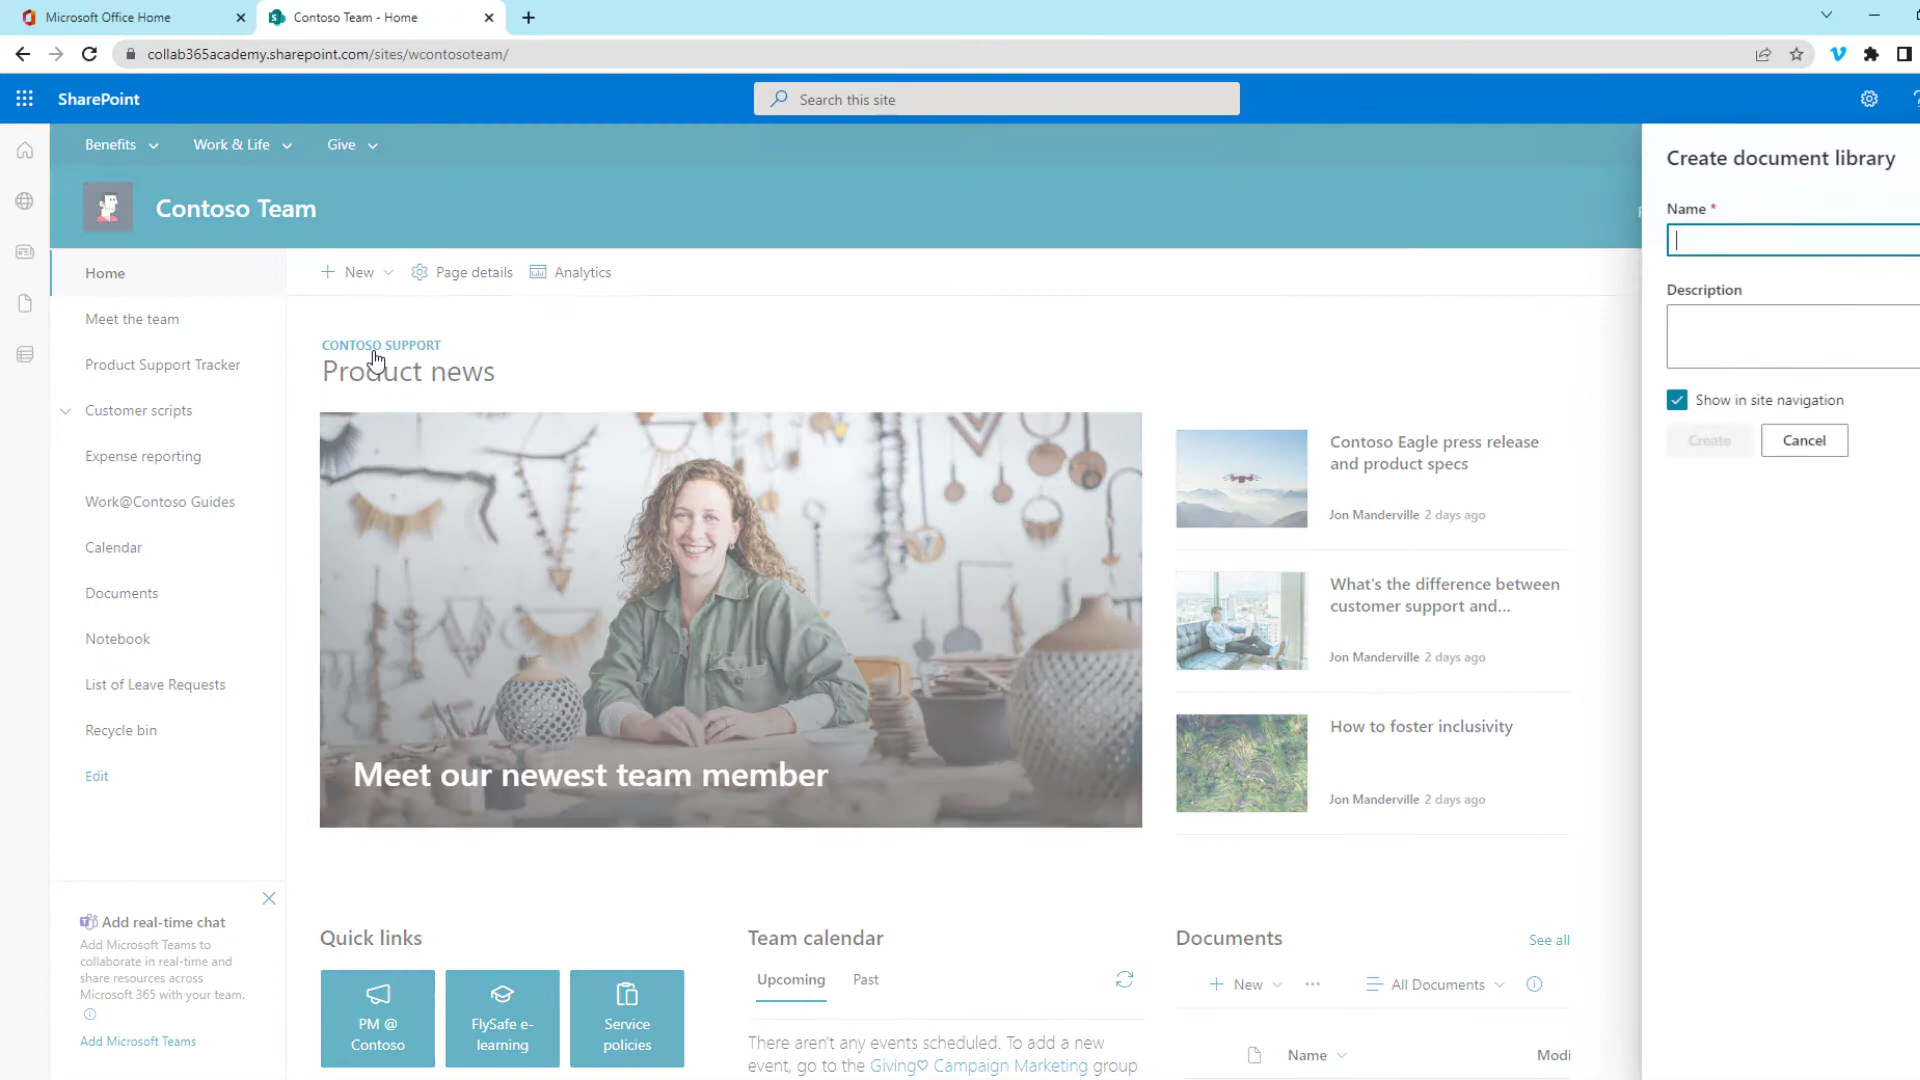 Microsoft Office Home
Contoso Team - Home
collab365academy.sharepoint.com/sites/wcontosoteam/
SharePoint
Search this site
Benefits
Work & Life
Give
Contoso Team
Home
Meet the team
Product Support Tracker
Customer scripts
Expense reporting
Work@Contoso Guides
Calendar
Documents
Notebook
List of Leave Requests
Recycle bin
Edit
Add real-time chat
Add Microsoft Teams to
collaborate in real-time and
share resources across
Microsoft 365 with your team.
Add Microsoft Teams
New
Page details
Analytics
CONTOSO SUPPORT
Product news
Meet our newest team member
Contoso Eagle press release
and product specs
Jon Manderville 2 days ago
What's the difference between
customer support and...
Jon Manderville 2 days ago
How to foster inclusivity
Jon Manderville 2 days ago
Quick links
PM @
Contoso
FlySafe e-
learning
Service
policies
Team calendar
Upcoming
Past
There aren't any events scheduled. To add a new
event, go to the Giving♡ Campaign Marketing group
Documents
See all
New
All Documents
Name
Modi
Create document library
Name *
Description
Show in site navigation
Create
Cancel